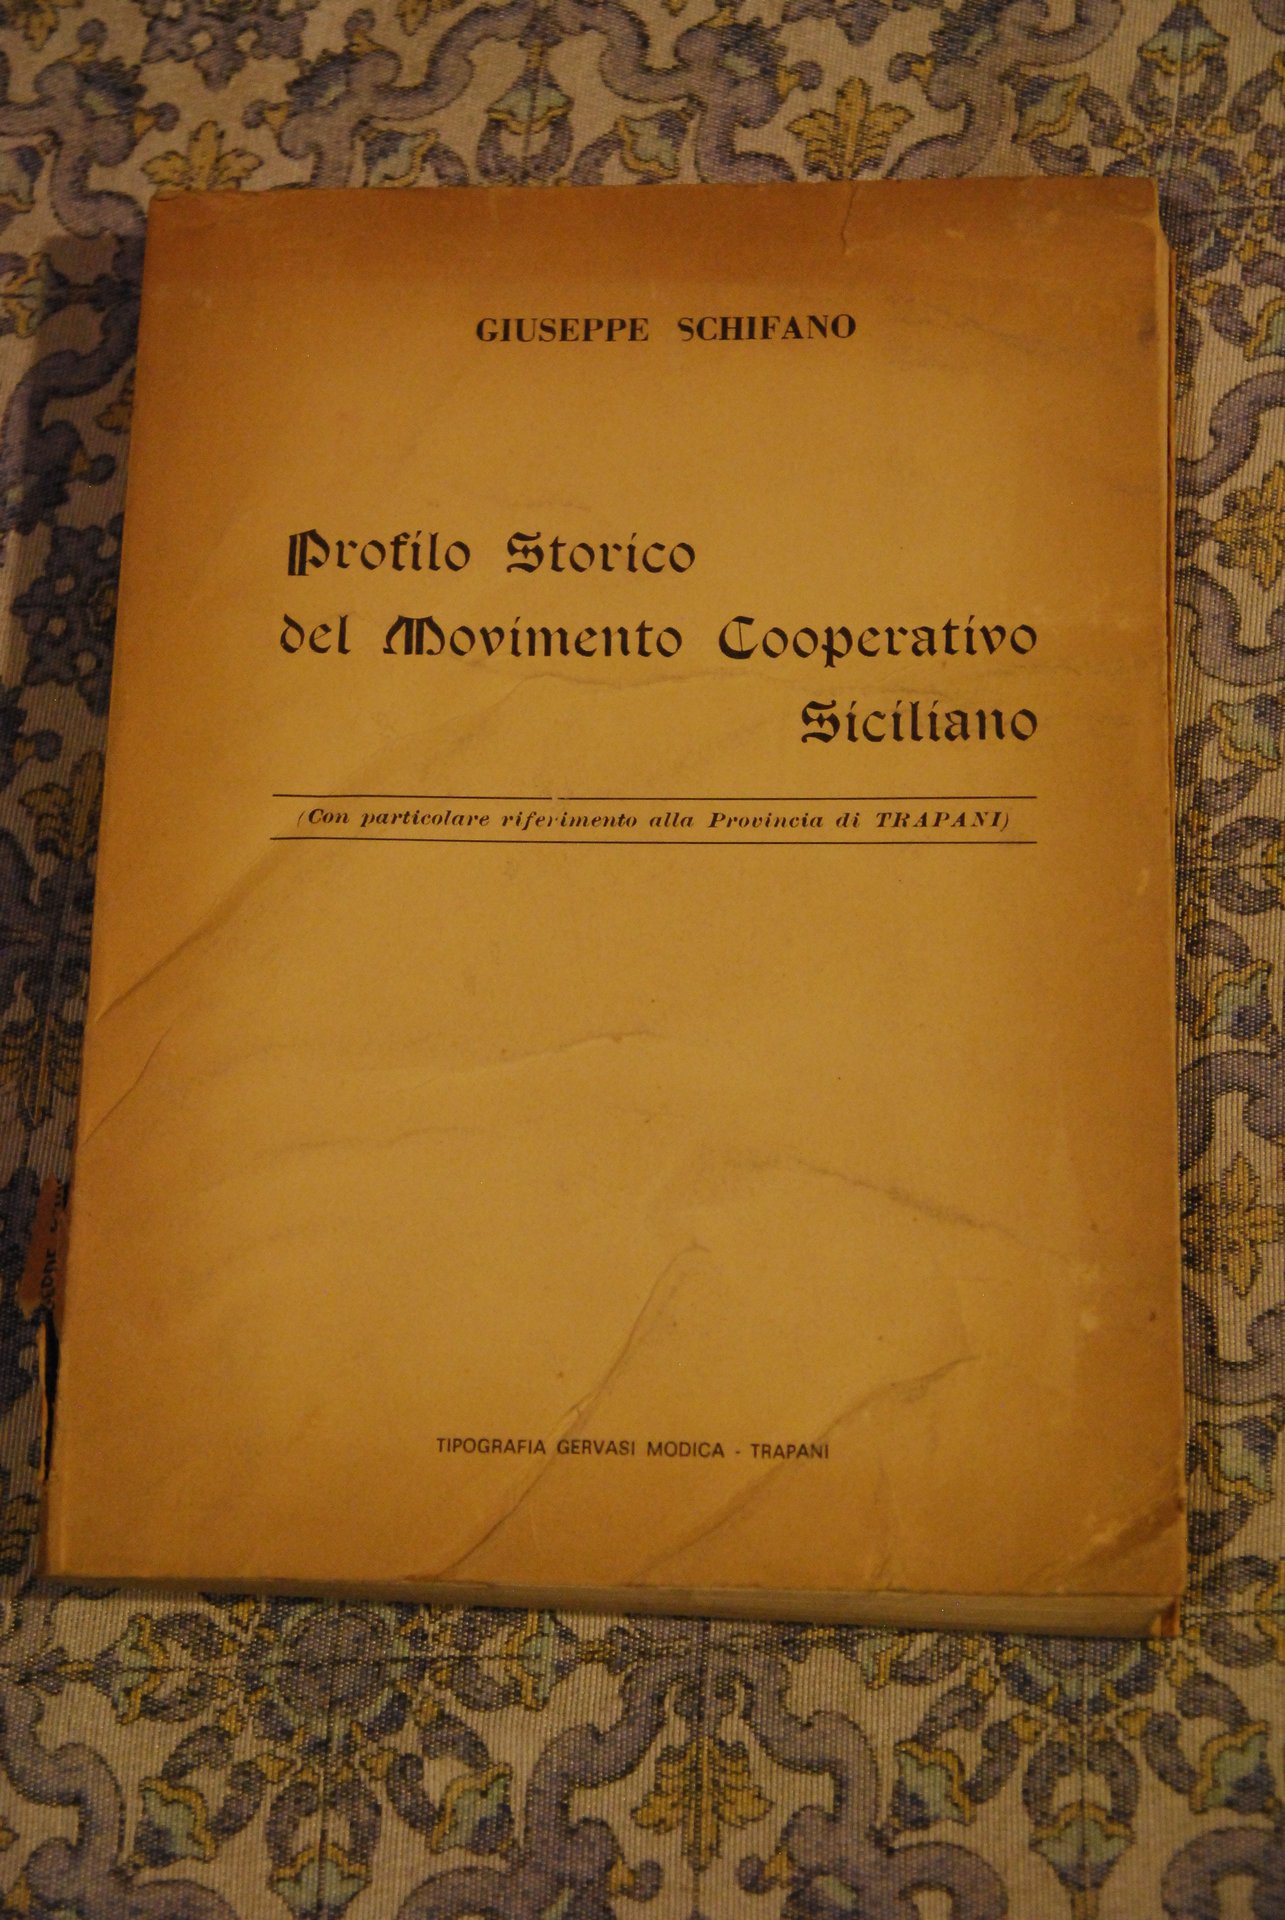 GIUSEPPE SCHIFANO
Profilo Storico
del Movimento Cooperativo
Siciliano
(Con particolare riferimento alla Provincia di TRAPANI)
TIPOGRAFIA GERVASI MODICA - TRAPANI